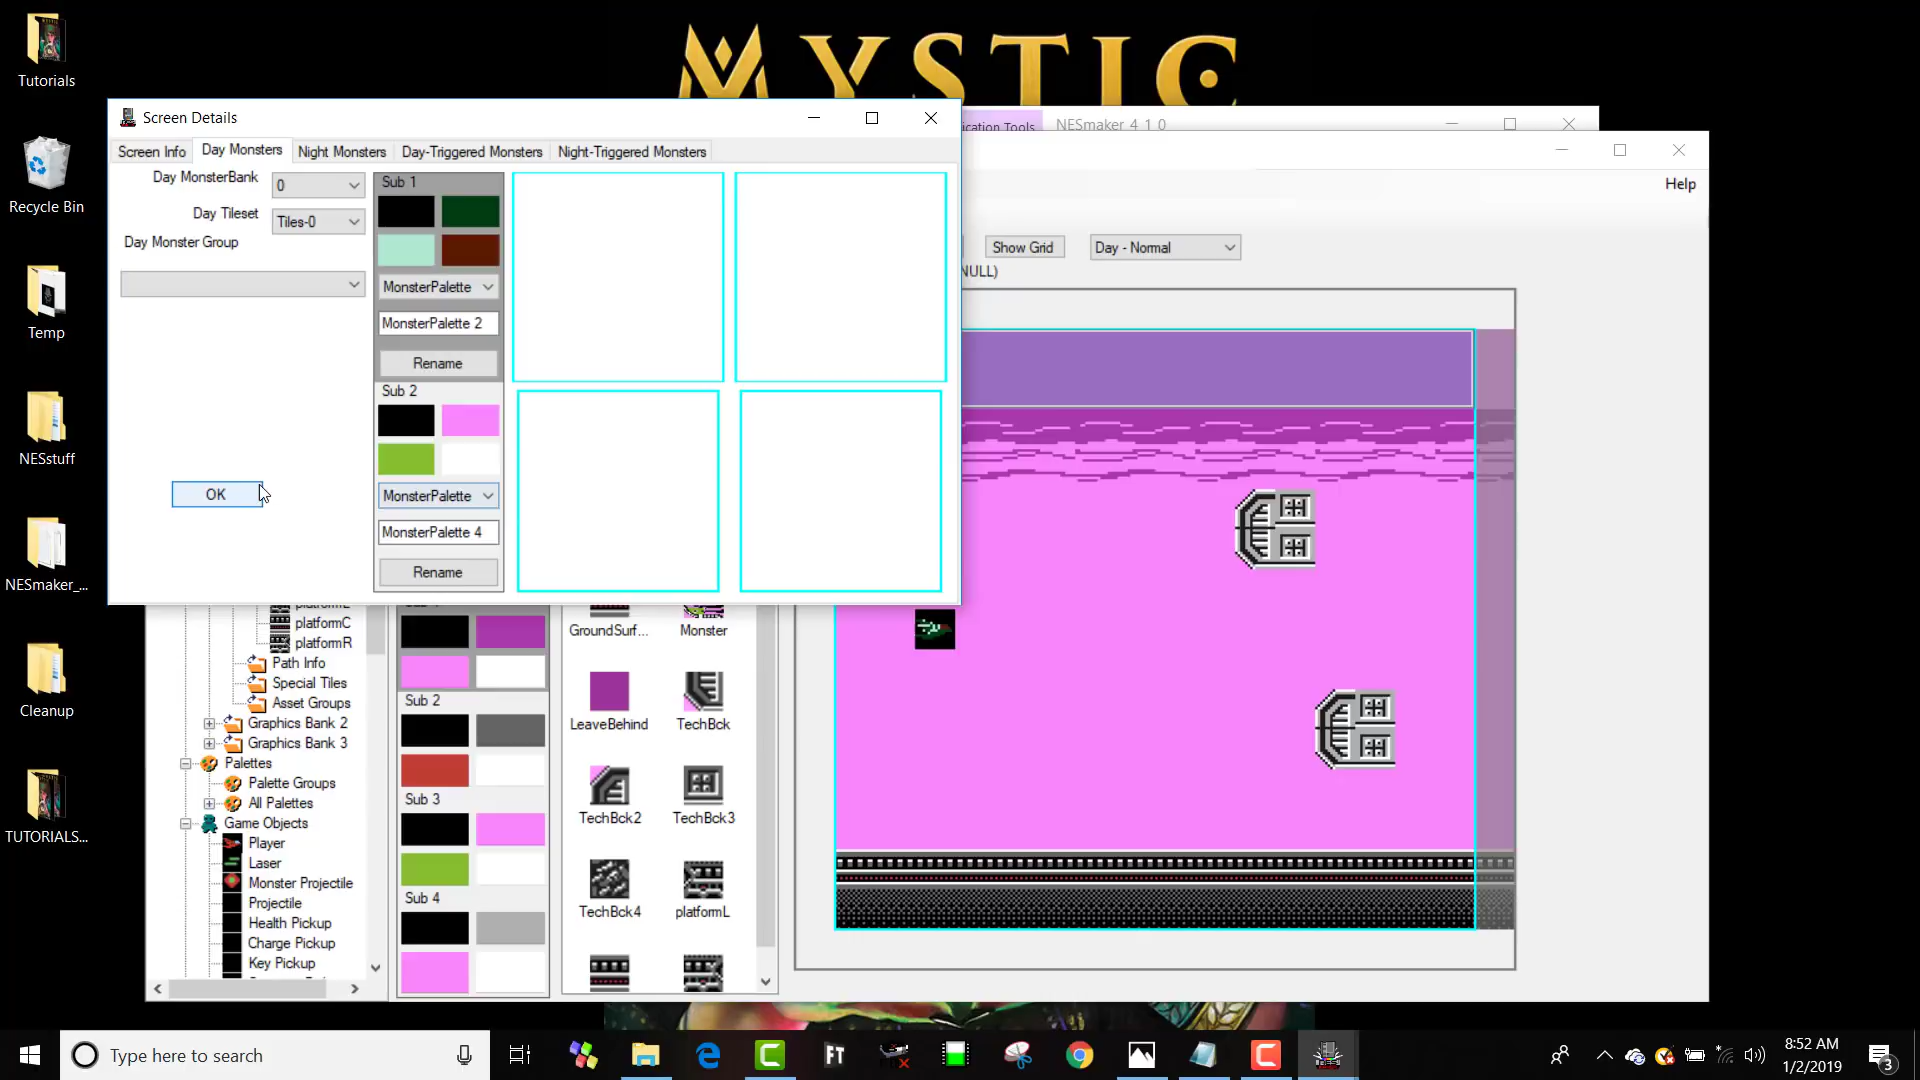 MYSTIC
Tutorials
Recycle Bin
Temp
NESstuff
NESmaker_...
Cleanup
TUTORIALS...
Screen Details
Screen Info
Day Monsters
Night Monsters
Day-Triggered Monsters
Night-Triggered Monsters
Day MonsterBank
0
Day Tileset
Tiles-0
Day Monster Group
OK
Sub 1
MonsterPalette
MonsterPalette 2
Rename
Sub 2
MonsterPalette
MonsterPalette 4
Rename
ication Tools
NESmaker 4 1 0
Help
Show Grid
Day - Normal
NULL)
platformC
platformR
Path Info
Special Tiles
Asset Groups
Graphics Bank 2
Graphics Bank 3
Palettes
Palette Groups
All Palettes
Game Objects
Player
Laser
Monster Projectile
Projectile
Health Pickup
Charge Pickup
Key Pickup
Sub 2
Sub 3
Sub 4
GroundSurf...
Monster
LeaveBehind
TechBck
TechBck2
TechBck3
TechBck4
platformL
Type here to search
FT
8:52 AM
1/2/2019
3